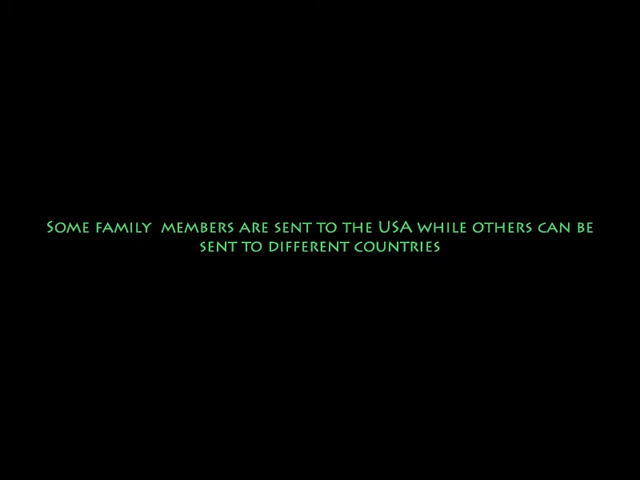 Some family  members are sent to the USA while others can be
sent to different countries